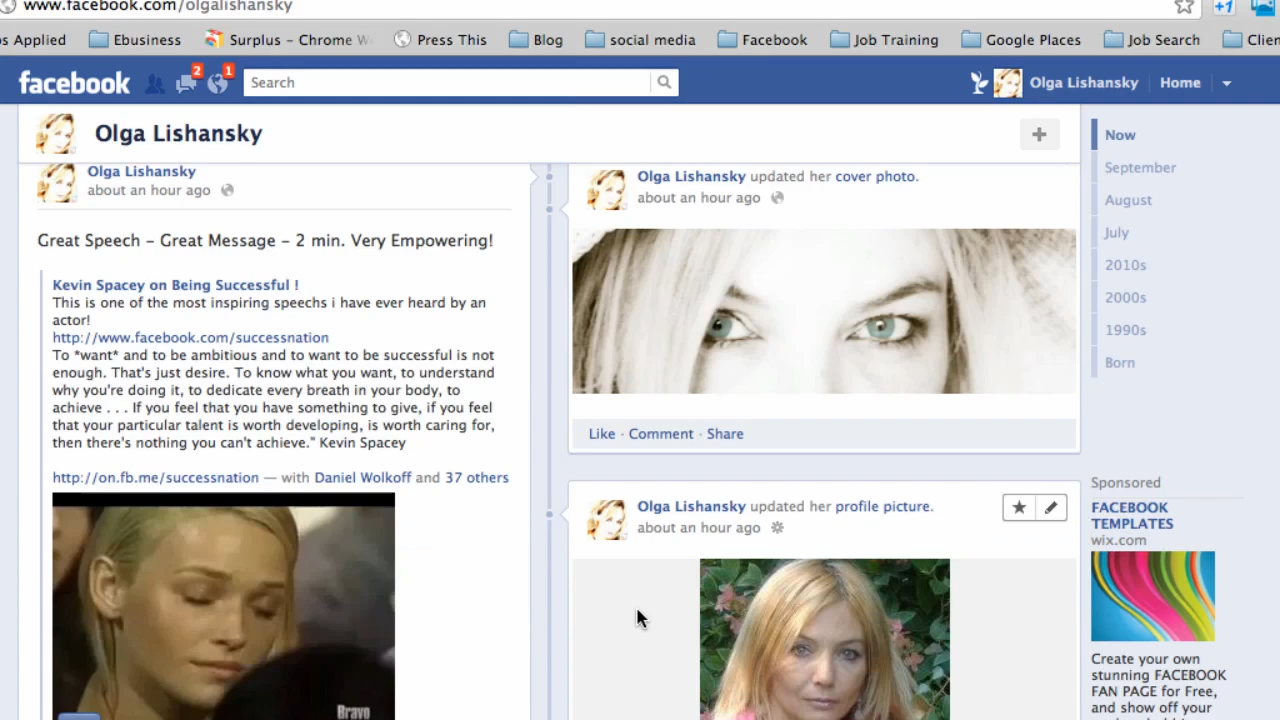 www.facebook.com/olgalishansky
+1
s Applied
Ebusiness
Surplus – Chrome W
Press This
Blog
social media
Facebook
Job Training
Google Places
Job Search
Clien
facebook
2
1
Search
Olga Lishansky
Home
Olga Lishansky
+
Olga Lishansky
about an hour ago
Great Speech – Great Message – 2 min. Very Empowering!
Kevin Spacey on Being Successful !
This is one of the most inspiring speechs i have ever heard by an
actor!
http://www.facebook.com/successnation
To *want* and to be ambitious and to want to be successful is not
enough. That's just desire. To know what you want, to understand
why you're doing it, to dedicate every breath in your body, to
achieve . . . If you feel that you have something to give, if you feel
that your particular talent is worth developing, is worth caring for,
then there's nothing you can't achieve." Kevin Spacey
http://on.fb.me/successnation — with Daniel Wolkoff and 37 others
Bravo
Olga Lishansky updated her cover photo.
about an hour ago
Like · Comment · Share
Olga Lishansky updated her profile picture.
about an hour ago
Now
September
August
July
2010s
2000s
1990s
Born
Sponsored
FACEBOOK
TEMPLATES
wix.com
Create your own
stunning FACEBOOK
FAN PAGE for Free,
and show off your